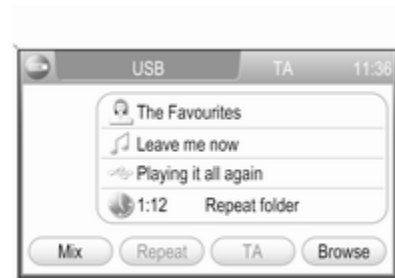 USB TA 11:36
The Favourites
Leave me now
Playing it all again
1:12 Repeat folder
Mix Repeat TA Browse